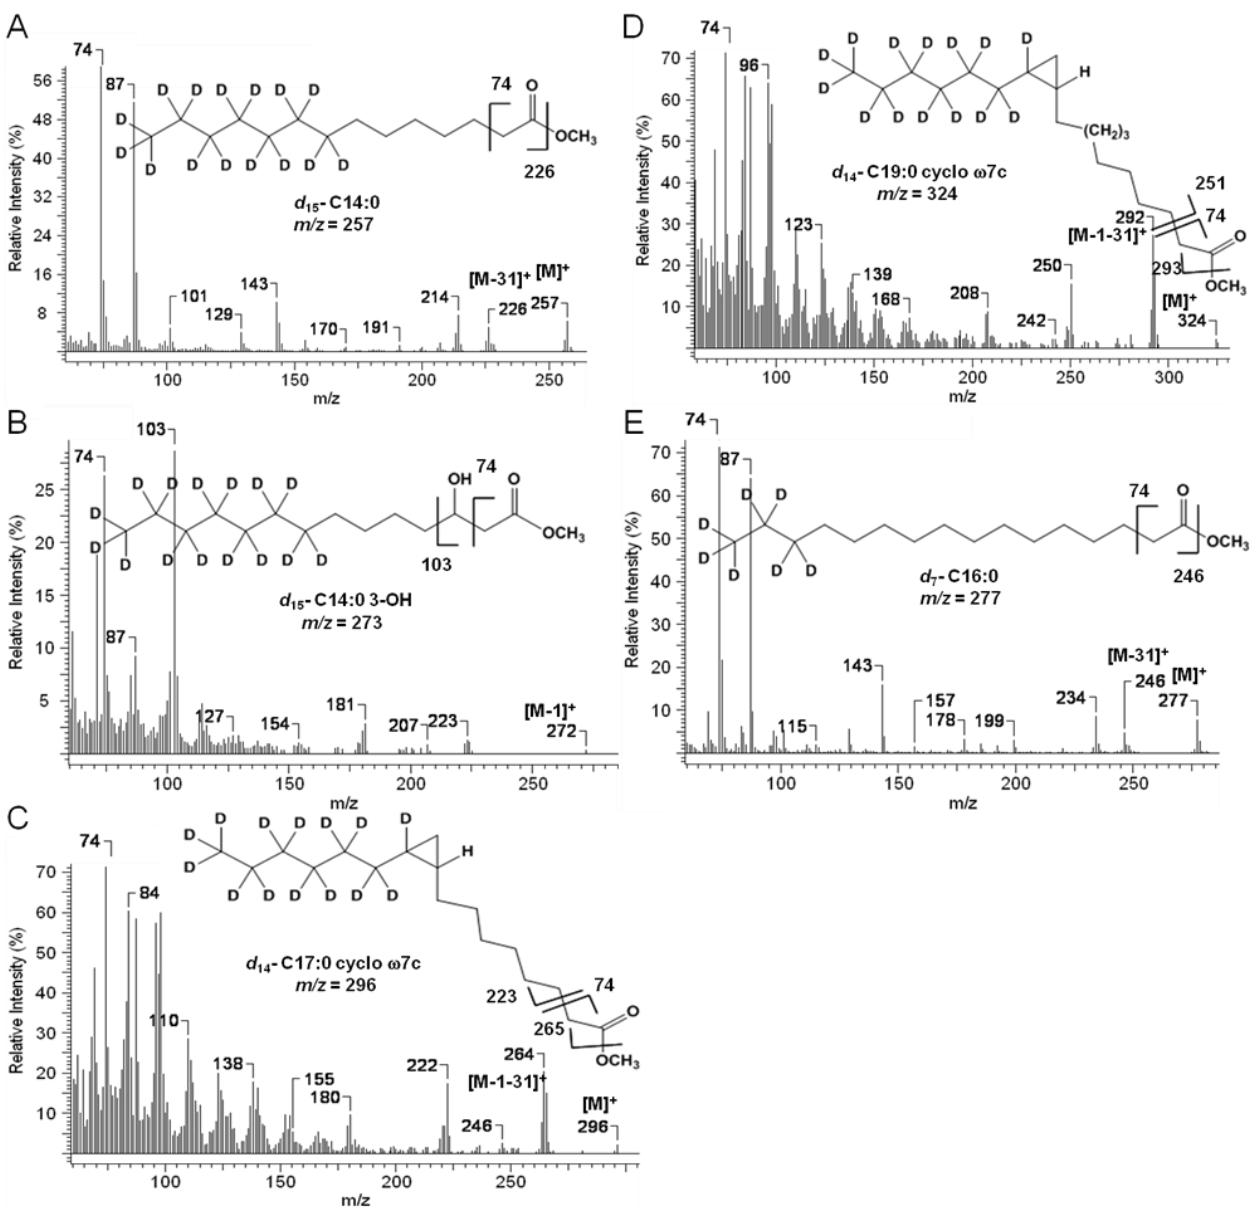 A
74
87
D D D D D D
D
D
D D D D D
74
O
OCH3
226
d15- C14:0
m/z = 257
101
129
143
170
191
214
[M-31]+
226
[M]+
257
56
48
40
32
24
16
8
Relative Intensity (%)
100 150 200 250
m/z
B
103
74
D D D D D D
D
D
D D D D D
OH
74
O
OCH3
103
d15- C14:0 3-OH
m/z = 273
87
127
154
181
207
223
[M-1]+
272
25
20
15
10
5
Relative Intensity (%)
100 150 200 250
m/z
C
74
84
D D D D D D
D
D
D D D D D D
H
d14- C17:0 cyclo ω7c
m/z = 296
223
74
265
O
OCH3
110
138
155
180
222
246
264
[M-1-31]+
[M]+
296
70
60
50
40
30
20
10
Relative Intensity (%)
100 150 200 250
m/z
D
74
96
D D D D D D
D
D
D D D D D D
H
(CH2)3
d14- C19:0 cyclo ω7c
m/z = 324
251
74
O
OCH3
293
123
139
168
208
242
250
292
[M-1-31]+
[M]+
324
70
60
50
40
30
20
10
Relative Intensity (%)
100 150 200 250 300
m/z
E
74
87
D D
D
D
D D D
74
O
OCH3
246
d7- C16:0
m/z = 277
115
143
157
178
199
234
[M-31]+
246
[M]+
277
70
60
50
40
30
20
10
Relative Intensity (%)
100 150 200 250
m/z